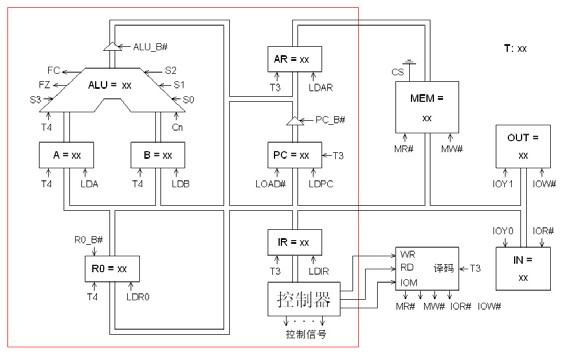 ALU_B#
FC
S2
FZ
ALU = xx
S1
S3
S0
T4
Cn
A = xx
B = xx
T4
LDA
T4
LDB
R0_B#
R0 = xx
T4
LDR0
AR = xx
T3
LDAR
PC_B#
PC = xx
T3
LOAD#
LDPC
IR = xx
T3
LDIR
控制器
· · ·
控制信号
CS
MEM =
xx
MR#
MW#
T: xx
OUT =
xx
IOY1
IOW#
IOY0
IOR#
IN =
xx
WR
RD
译码
T3
IOM
MR#
MW#
IOR#
IOW#